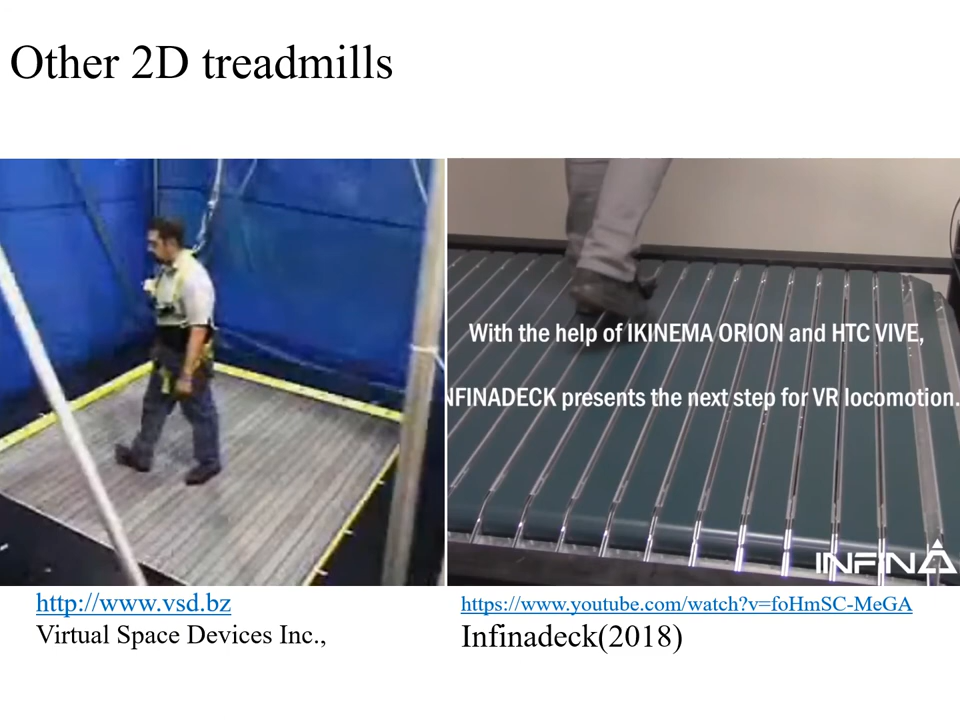 Other 2D treadmills
With the help of IKINEMA ORION and HTC VIVE,
NFINADECK presents the next step for VR locomotion.
INFINA
http://www.vsd.bz
Virtual Space Devices Inc.,
https://www.youtube.com/watch?v=foHmSC-MeGA
Infinadeck(2018)